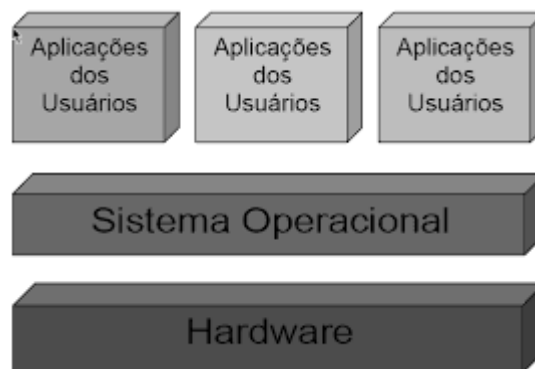 Aplicações
dos
Usuários
Aplicações
dos
Usuários
Aplicações
dos
Usuários
Sistema Operacional
Hardware